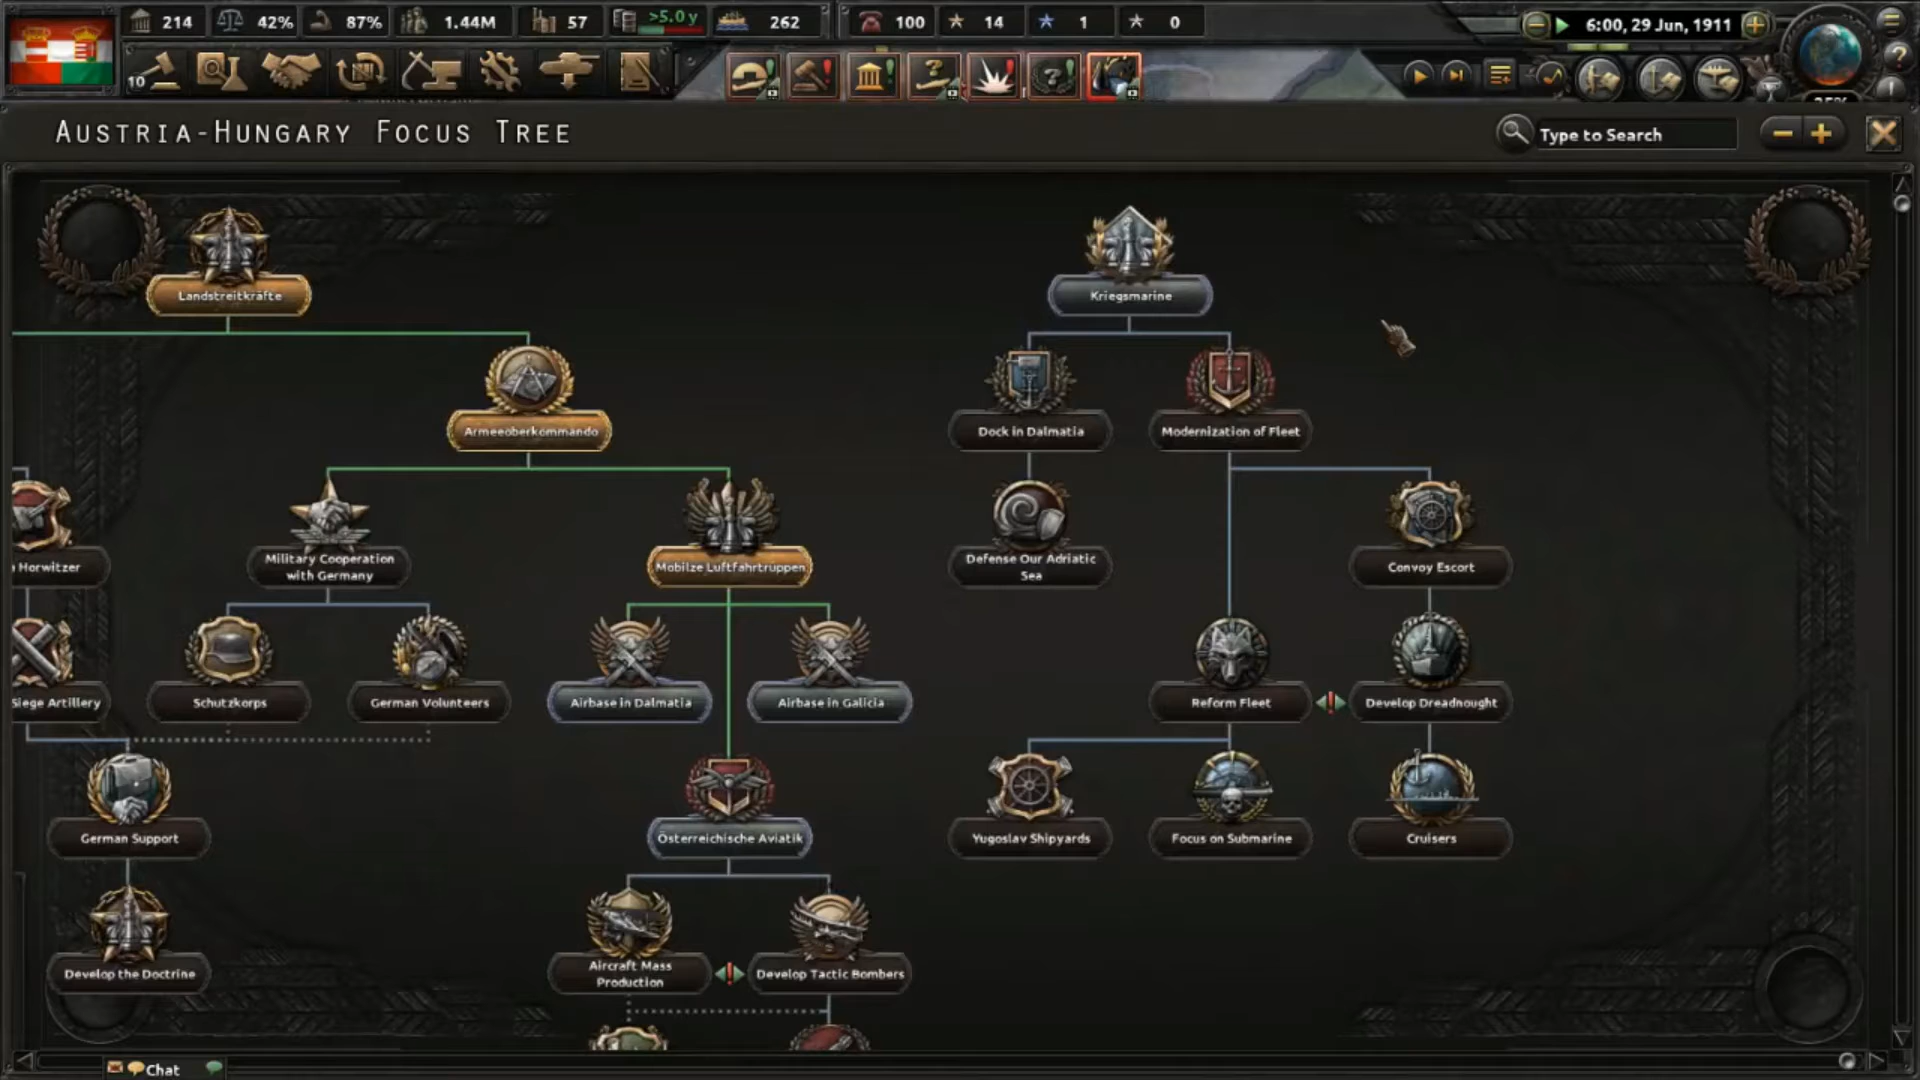 214
42%
87%
1.44M
57
>5.0 y
262
100
14
1
0
6:00, 29 Jun, 1911
10
AUSTRIA-HUNGARY FOCUS TREE
Type to Search
Landstreitkräfte
Kriegsmarine
Armeeoberkommando
Dock in Dalmatia
Modernization of Fleet
Horwitzer
Military Cooperation
with Germany
Mobilze Luftfahrtruppen
Defense Our Adriatic
Sea
Convoy Escort
Siege Artillery
Schutzkorps
German Volunteers
Airbase in Dalmatia
Airbase in Galicia
Reform Fleet
Develop Dreadnought
German Support
Österreichische Aviatik
Yugoslav Shipyards
Focus on Submarine
Cruisers
Develop the Doctrine
Aircraft Mass
Production
Develop Tactic Bombers
Chat